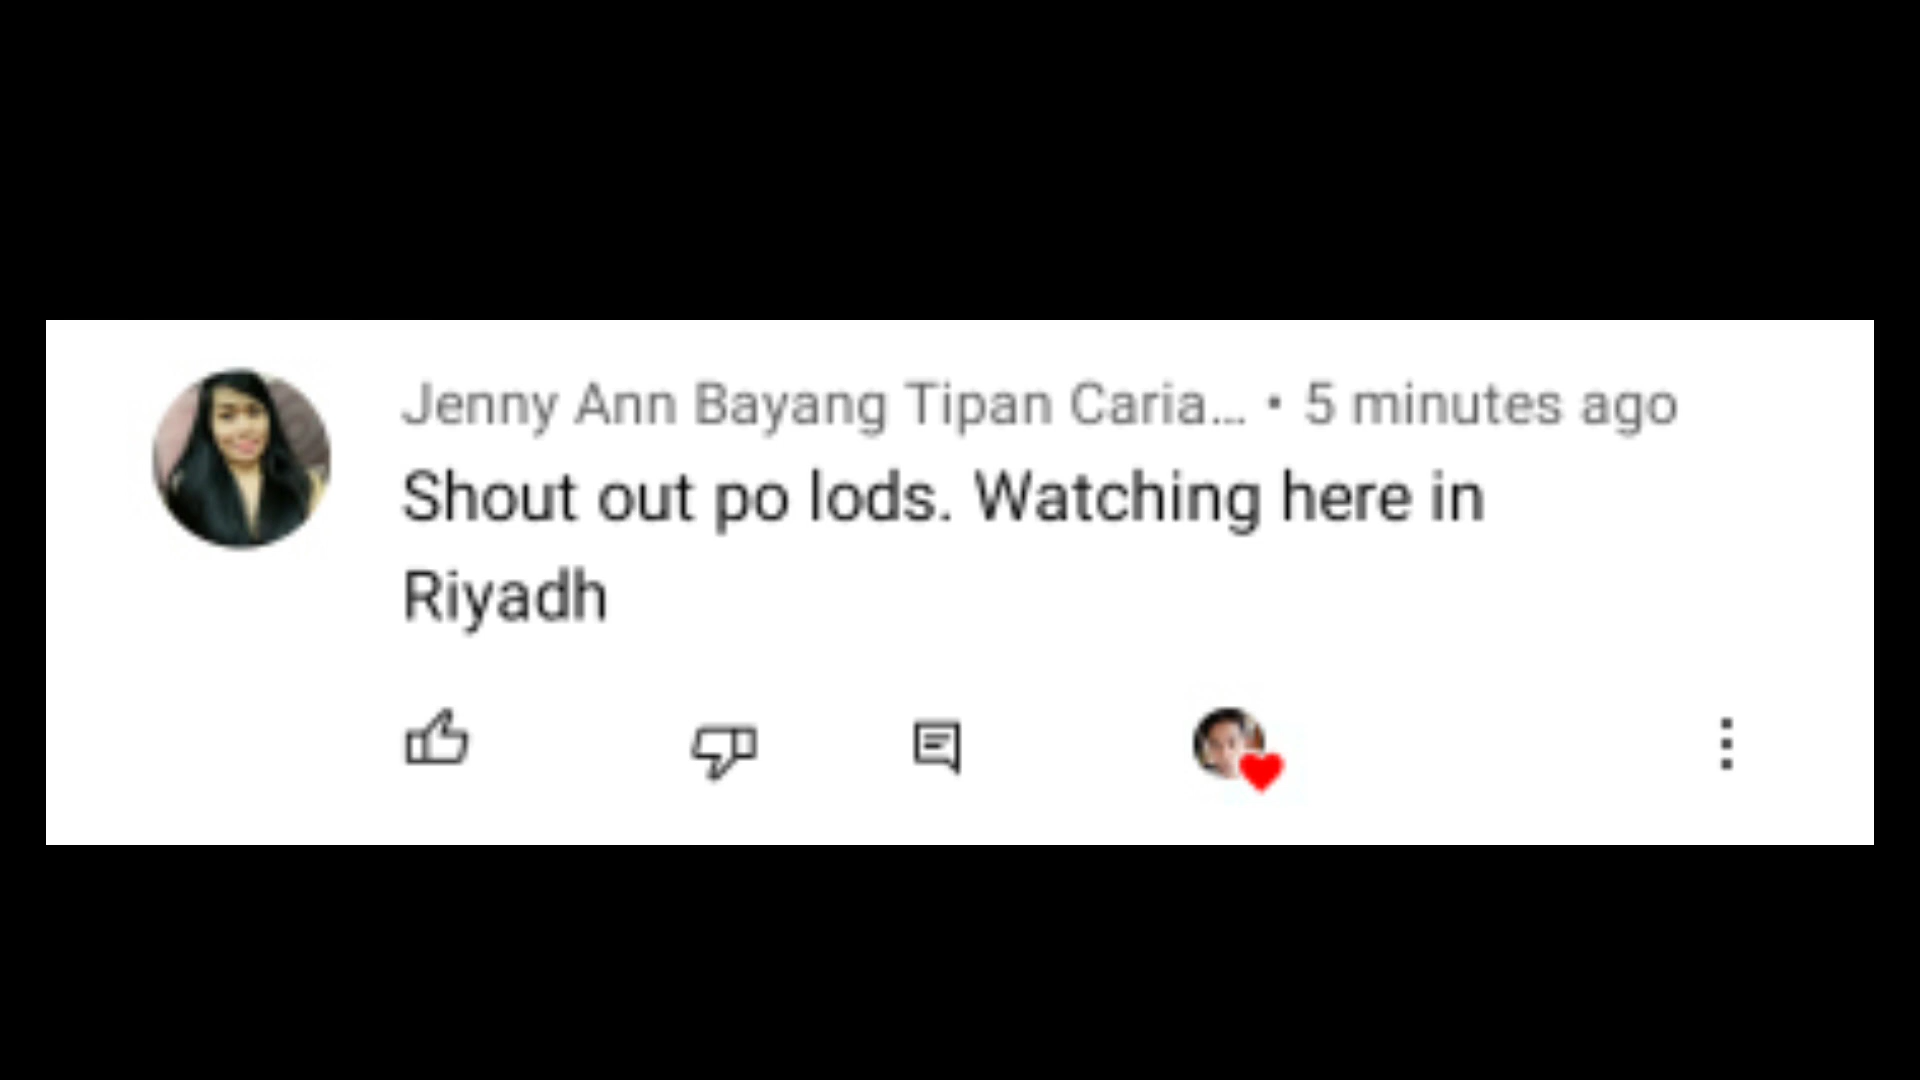 Jenny Ann Bayang Tipan Caria... • 5 minutes ago
Shout out po lods. Watching here in
Riyadh